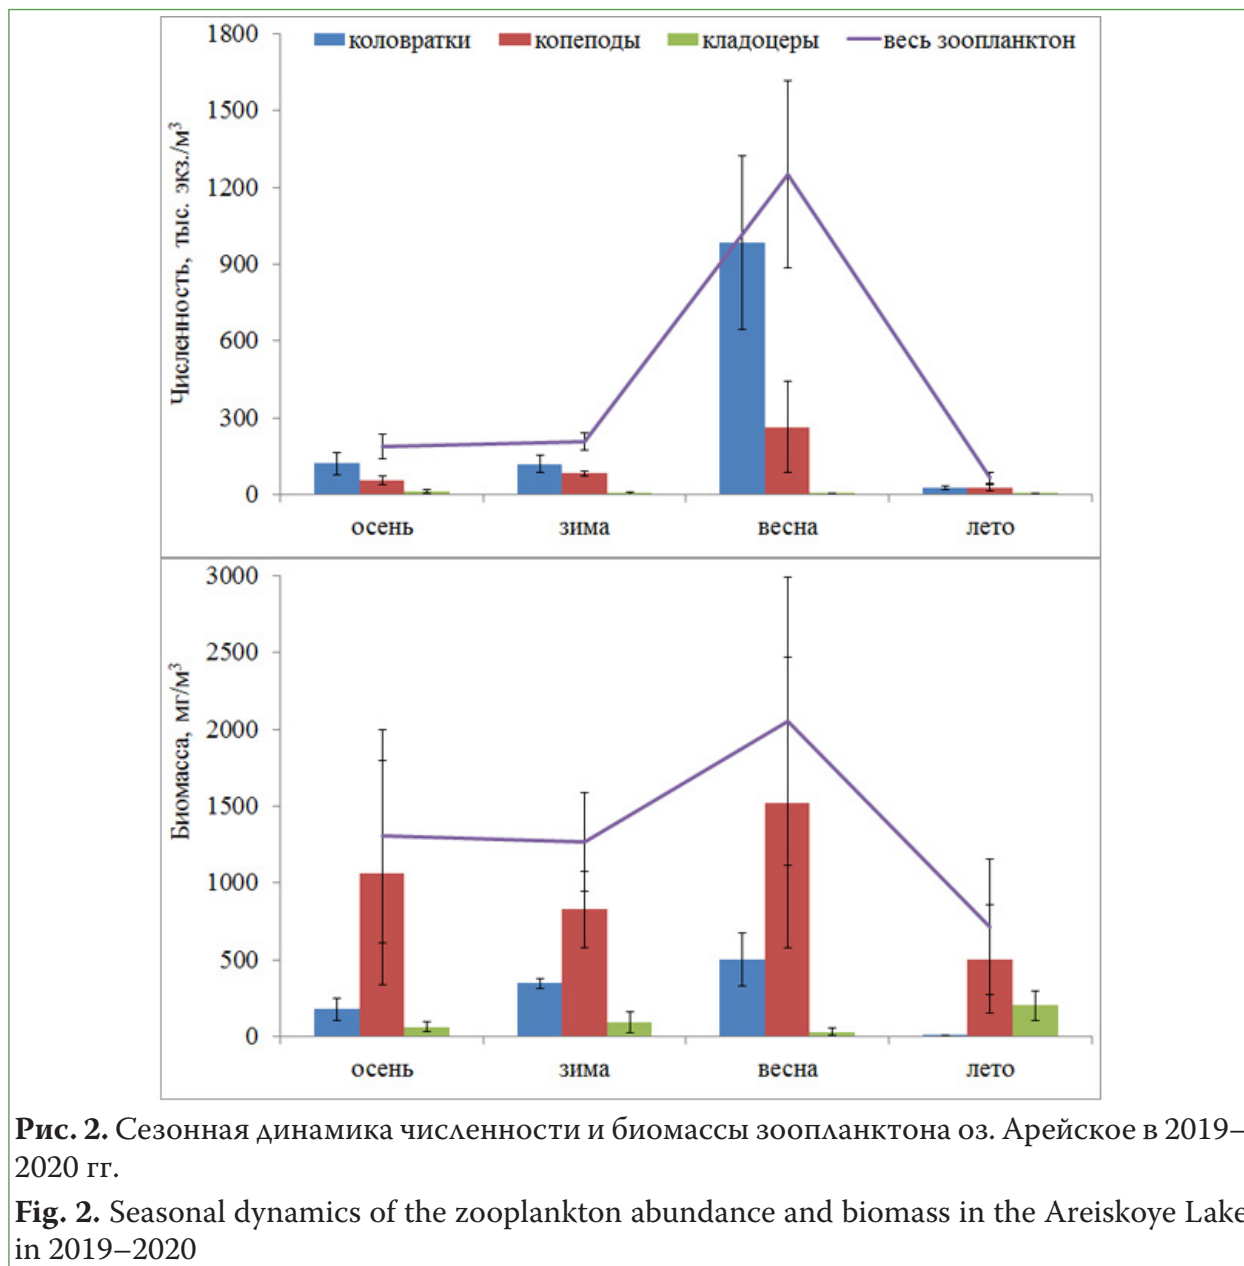 1800
коловратки копеподы кладоцеры весь зоопланктон
1500
1200
900
600
300
0
Численность, тыс. экз./м³
осень зима весна лето
3000
2500
2000
1500
1000
500
0
Биомасса, мг/м³
осень зима весна лето
Рис. 2. Сезонная динамика численности и биомассы зоопланктона оз. Арейское в 2019–
2020 гг.
Fig. 2. Seasonal dynamics of the zooplankton abundance and biomass in the Areiskoye Lake
in 2019–2020